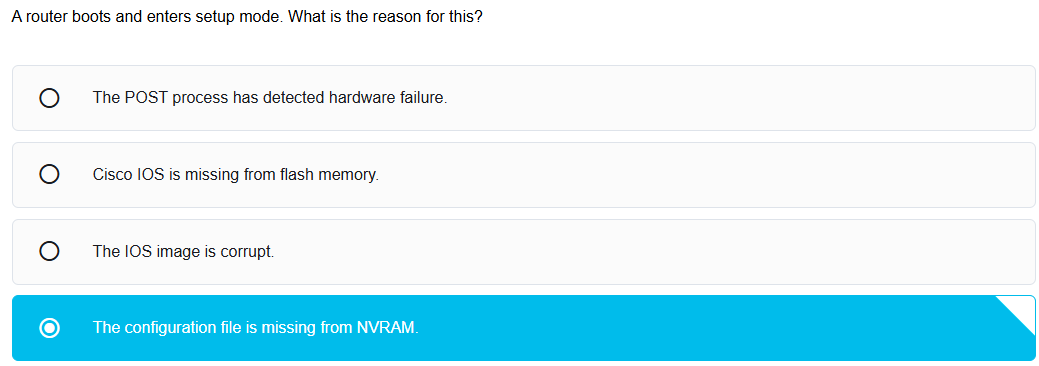 A router boots and enters setup mode. What is the reason for this?
The POST process has detected hardware failure.
Cisco IOS is missing from flash memory.
The IOS image is corrupt.
The configuration file is missing from NVRAM.